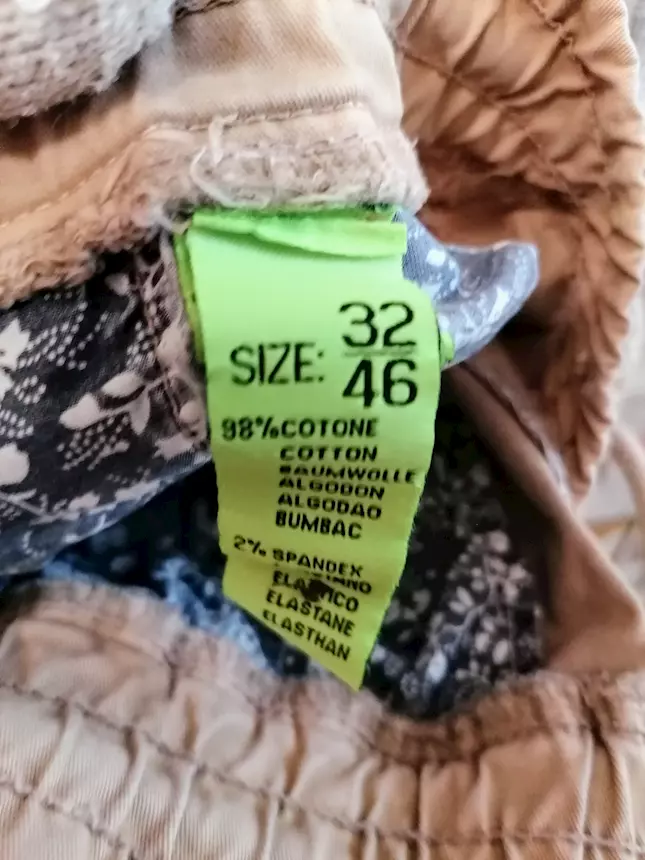 SIZE: 32
46
98% COTONE
COTTON
BAUMWOLLE
ALGODON
ALGODAO
BUMBAC
2% SPANDEX
ELASTICO
ELASTANE
ELASTHAN